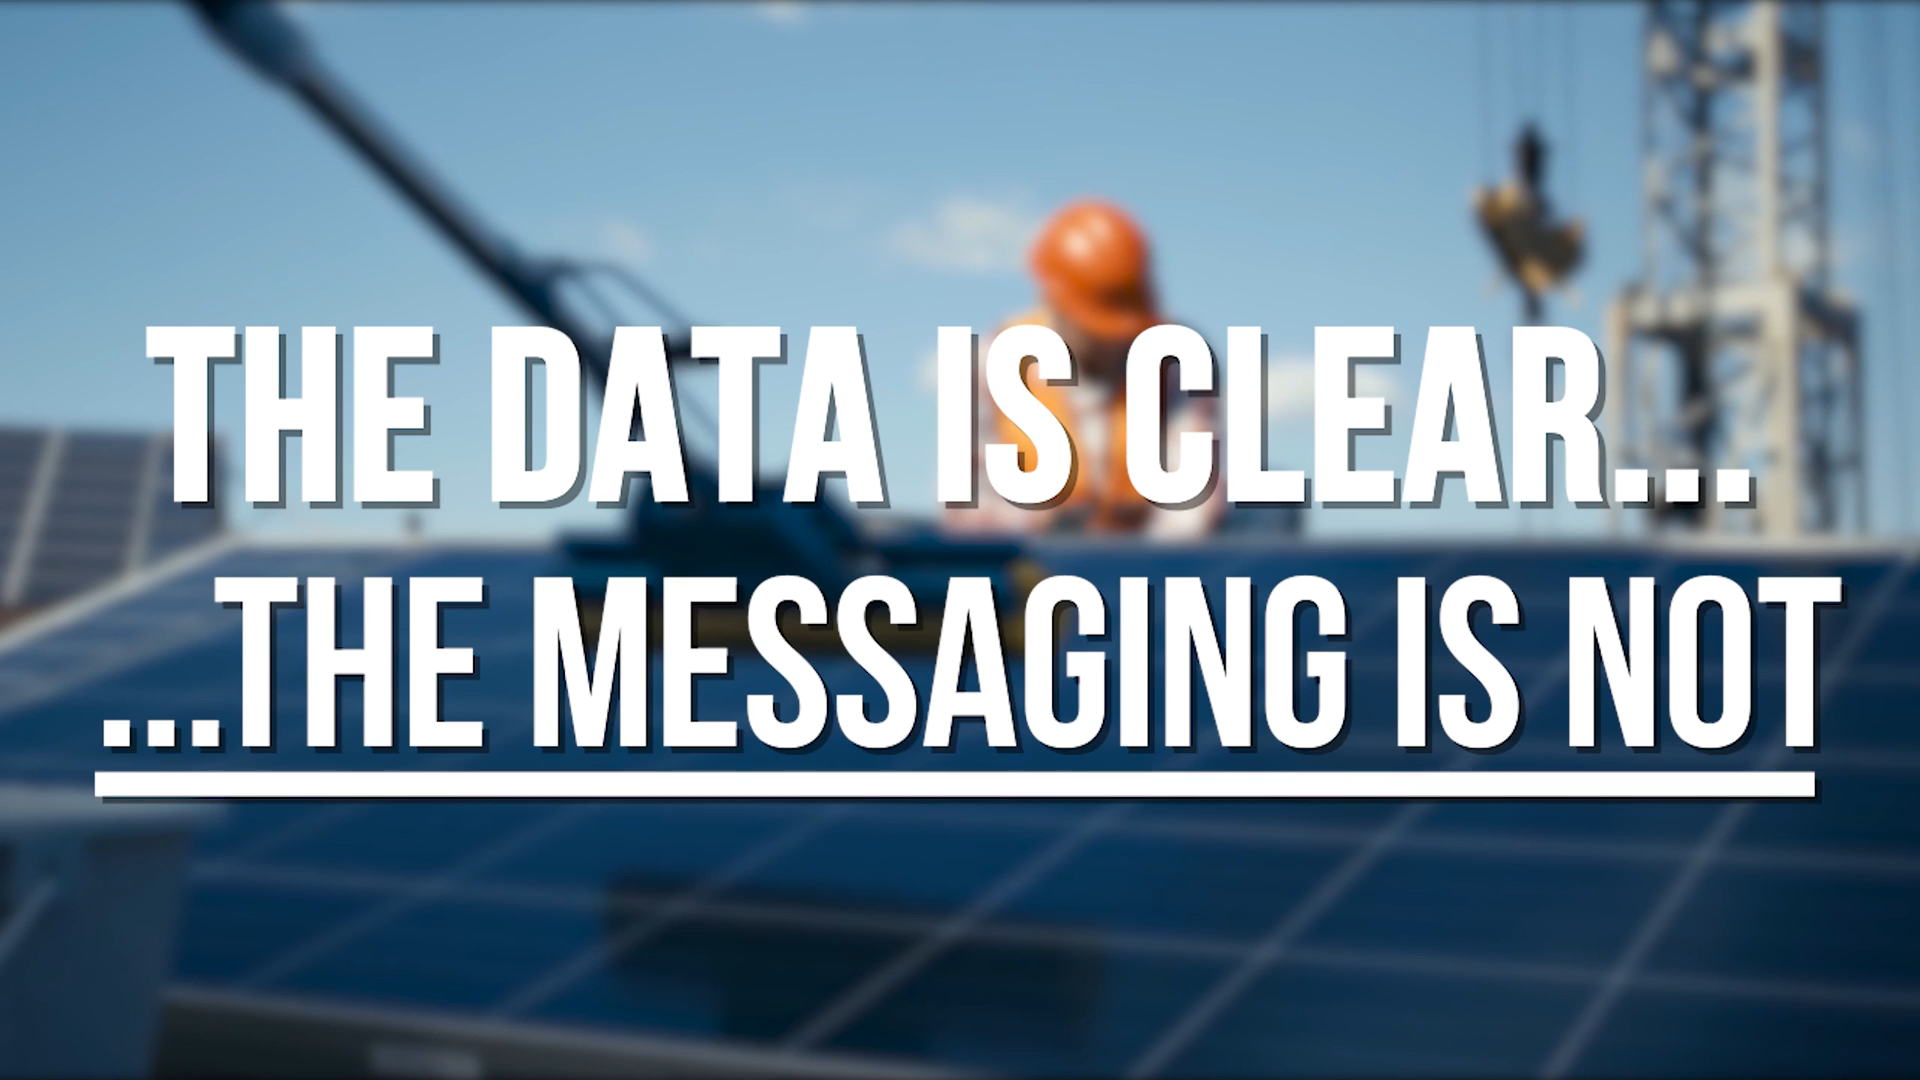 THE DATA IS CLEAR...
...THE MESSAGING IS NOT